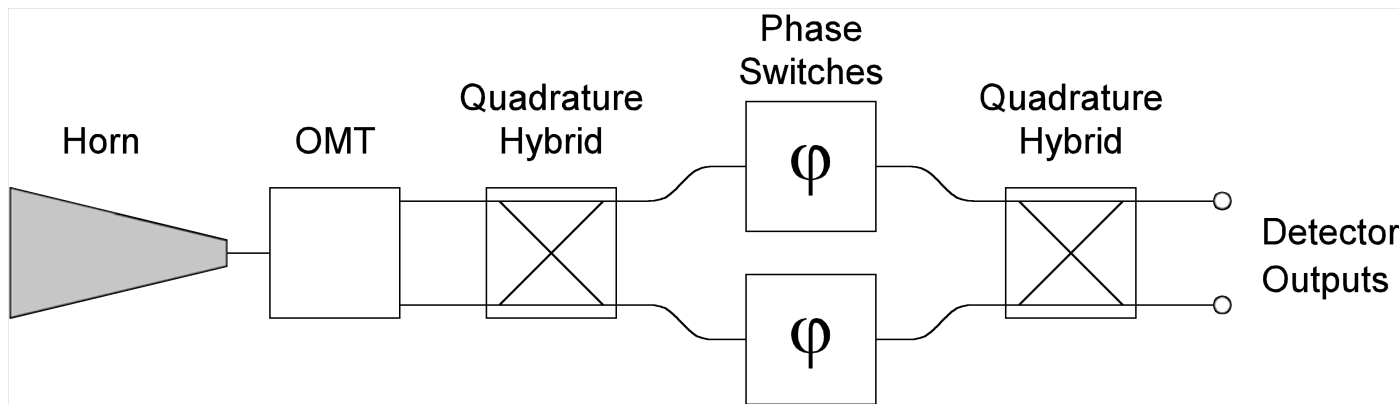 Phase
Switches
Quadrature
Hybrid
Quadrature
Hybrid
Horn
OMT
φ
φ
Detector
Outputs